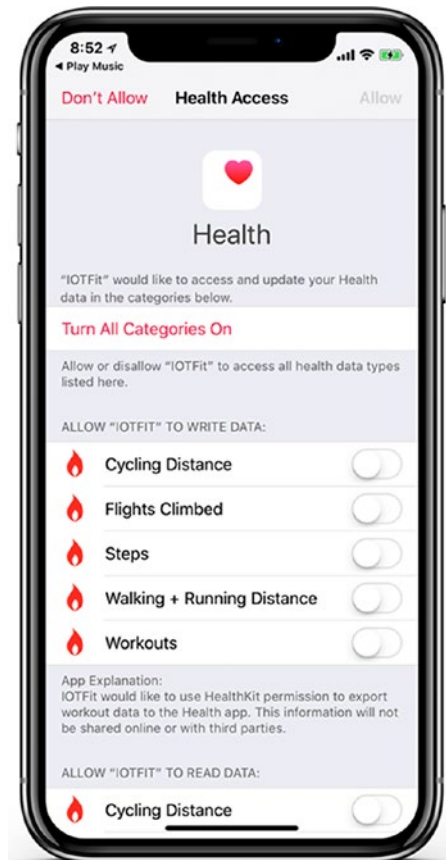 8:52
◀ Play Music
Don't Allow Health Access Allow
Health
"IOTFit" would like to access and update your Health
data in the categories below.
Turn All Categories On
Allow or disallow "IOTFit" to access all health data types
listed here.
ALLOW "IOTFIT" TO WRITE DATA:
Cycling Distance
Flights Climbed
Steps
Walking + Running Distance
Workouts
App Explanation:
IOTFit would like to use HealthKit permission to export
workout data to the Health app. This information will not
be shared online or with third parties.
ALLOW "IOTFIT" TO READ DATA:
Cycling Distance